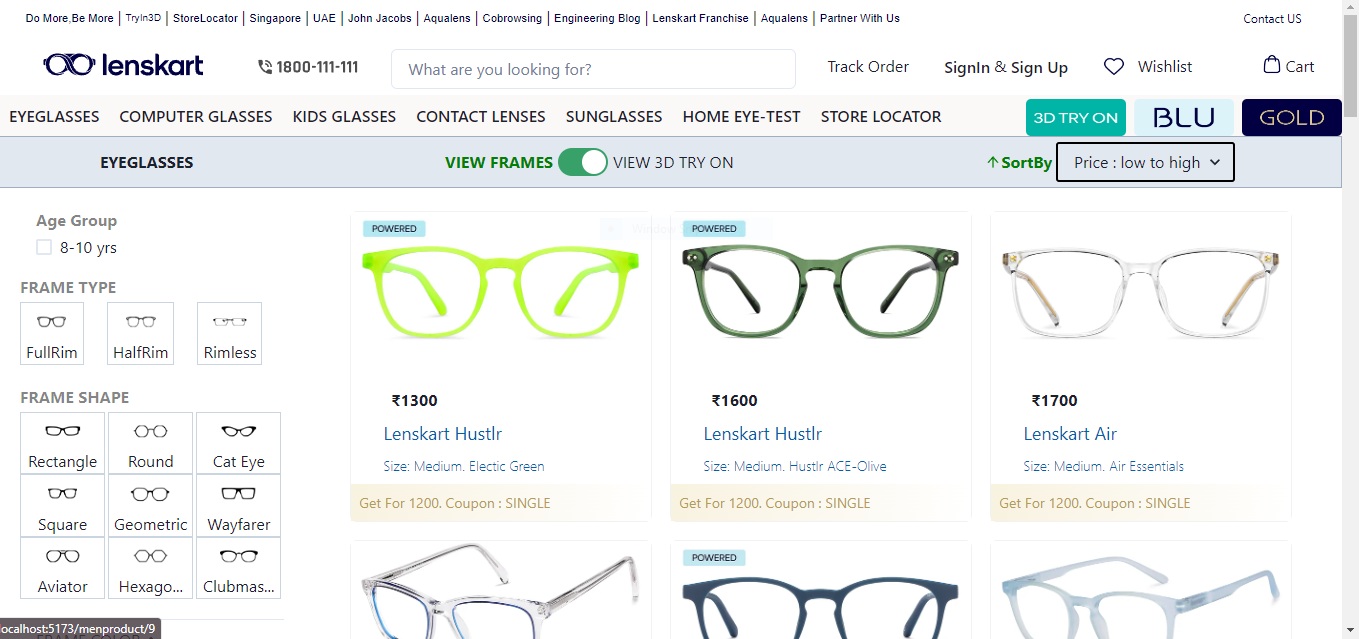 Do More,Be More | TryIn3D | StoreLocator | Singapore | UAE | John Jacobs | Aqualens | Cobrowsing | Engineering Blog | Lenskart Franchise | Aqualens | Partner With Us
Contact US
lenskart
1800-111-111
What are you looking for?
Track Order
SignIn & Sign Up
Wishlist
Cart
EYEGLASSES COMPUTER GLASSES KIDS GLASSES CONTACT LENSES SUNGLASSES HOME EYE-TEST STORE LOCATOR
3D TRY ON
BLU
GOLD
EYEGLASSES
VIEW FRAMES
VIEW 3D TRY ON
SortBy
Price : low to high
Age Group
8-10 yrs
FRAME TYPE
FullRim HalfRim Rimless
FRAME SHAPE
Rectangle Round Cat Eye
Square Geometric Wayfarer
Aviator Hexago... Clubmas...
POWERED
₹1300
Lenskart Hustlr
Size: Medium. Electic Green
Get For 1200. Coupon : SINGLE
POWERED
₹1600
Lenskart Hustlr
Size: Medium. Hustlr ACE-Olive
Get For 1200. Coupon : SINGLE
₹1700
Lenskart Air
Size: Medium. Air Essentials
Get For 1200. Coupon : SINGLE
POWERED
localhost:5173/menproduct/9